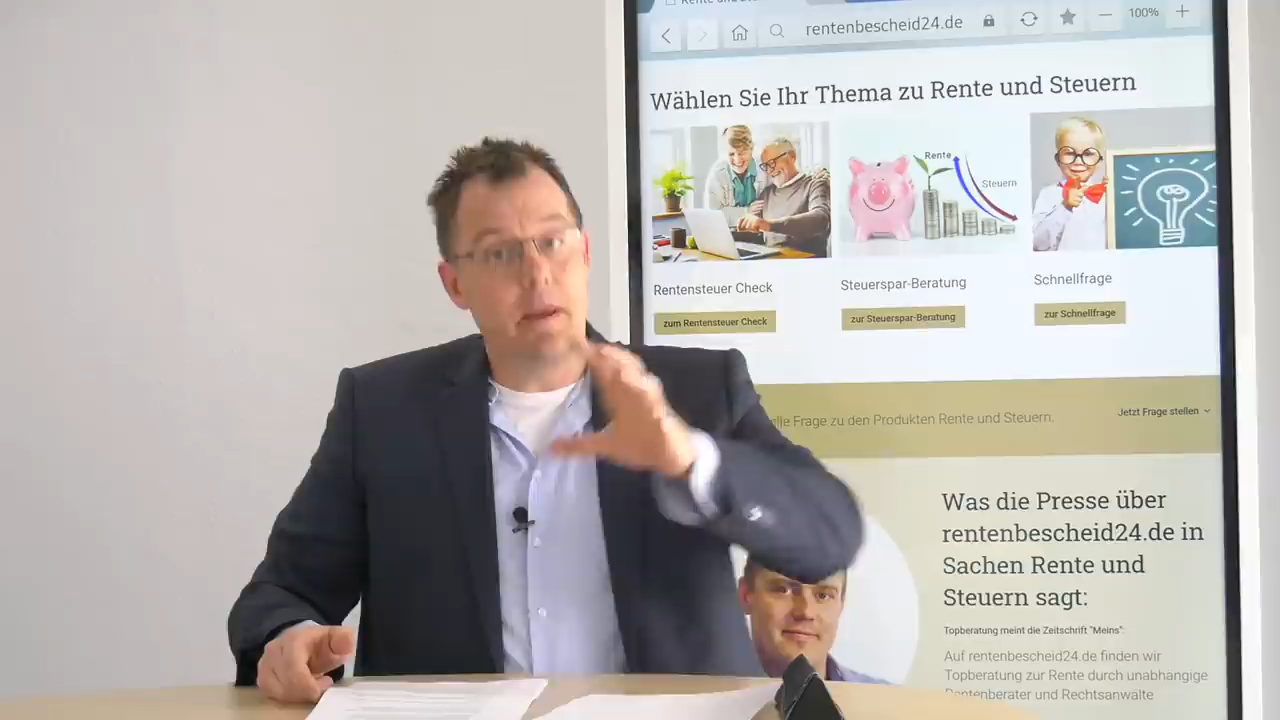 rentenbescheid24.de
100%
Wählen Sie Ihr Thema zu Rente und Steuern
Rente
Steuern
Rentensteuer Check
Steuerspar-Beratung
Schnellfrage
zum Rentensteuer Check
zur Steuerspar-Beratung
zur Schnellfrage
Frage zu den Produkten Rente und Steuern.
Jetzt Frage stellen
Was die Presse über
rentenbescheid24.de in
Sachen Rente und
Steuern sagt:
Topberatung meint die Zeitschrift "Meins":
Auf rentenbescheid24.de finden wir
Topberatung zur Rente durch unabhängige
Rentenberater und Rechtsanwälte